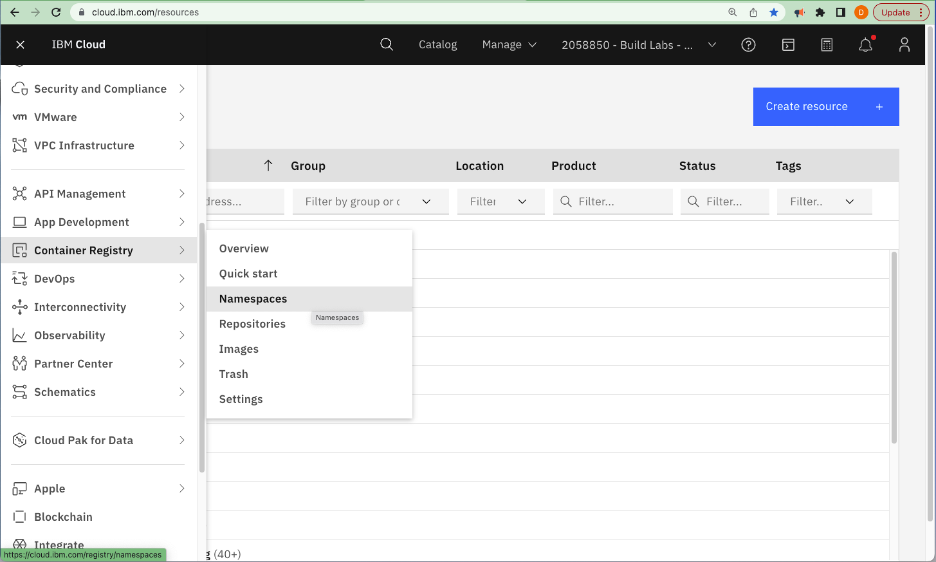 cloud.ibm.com/resources
D
Update
IBM Cloud
Catalog
Manage
2058850 - Build Labs - ...
Security and Compliance
vm VMware
VPC Infrastructure
API Management
App Development
Container Registry
DevOps
Interconnectivity
Observability
Partner Center
Schematics
Cloud Pak for Data
Apple
Blockchain
Integrate
https://cloud.ibm.com/registry/namespaces
Overview
Quick start
Namespaces
Namespaces
Repositories
Images
Trash
Settings
Create resource +
Group Location Product Status Tags
dress... Filter by group or Filter Filter... Filter... Filter..
(40+)